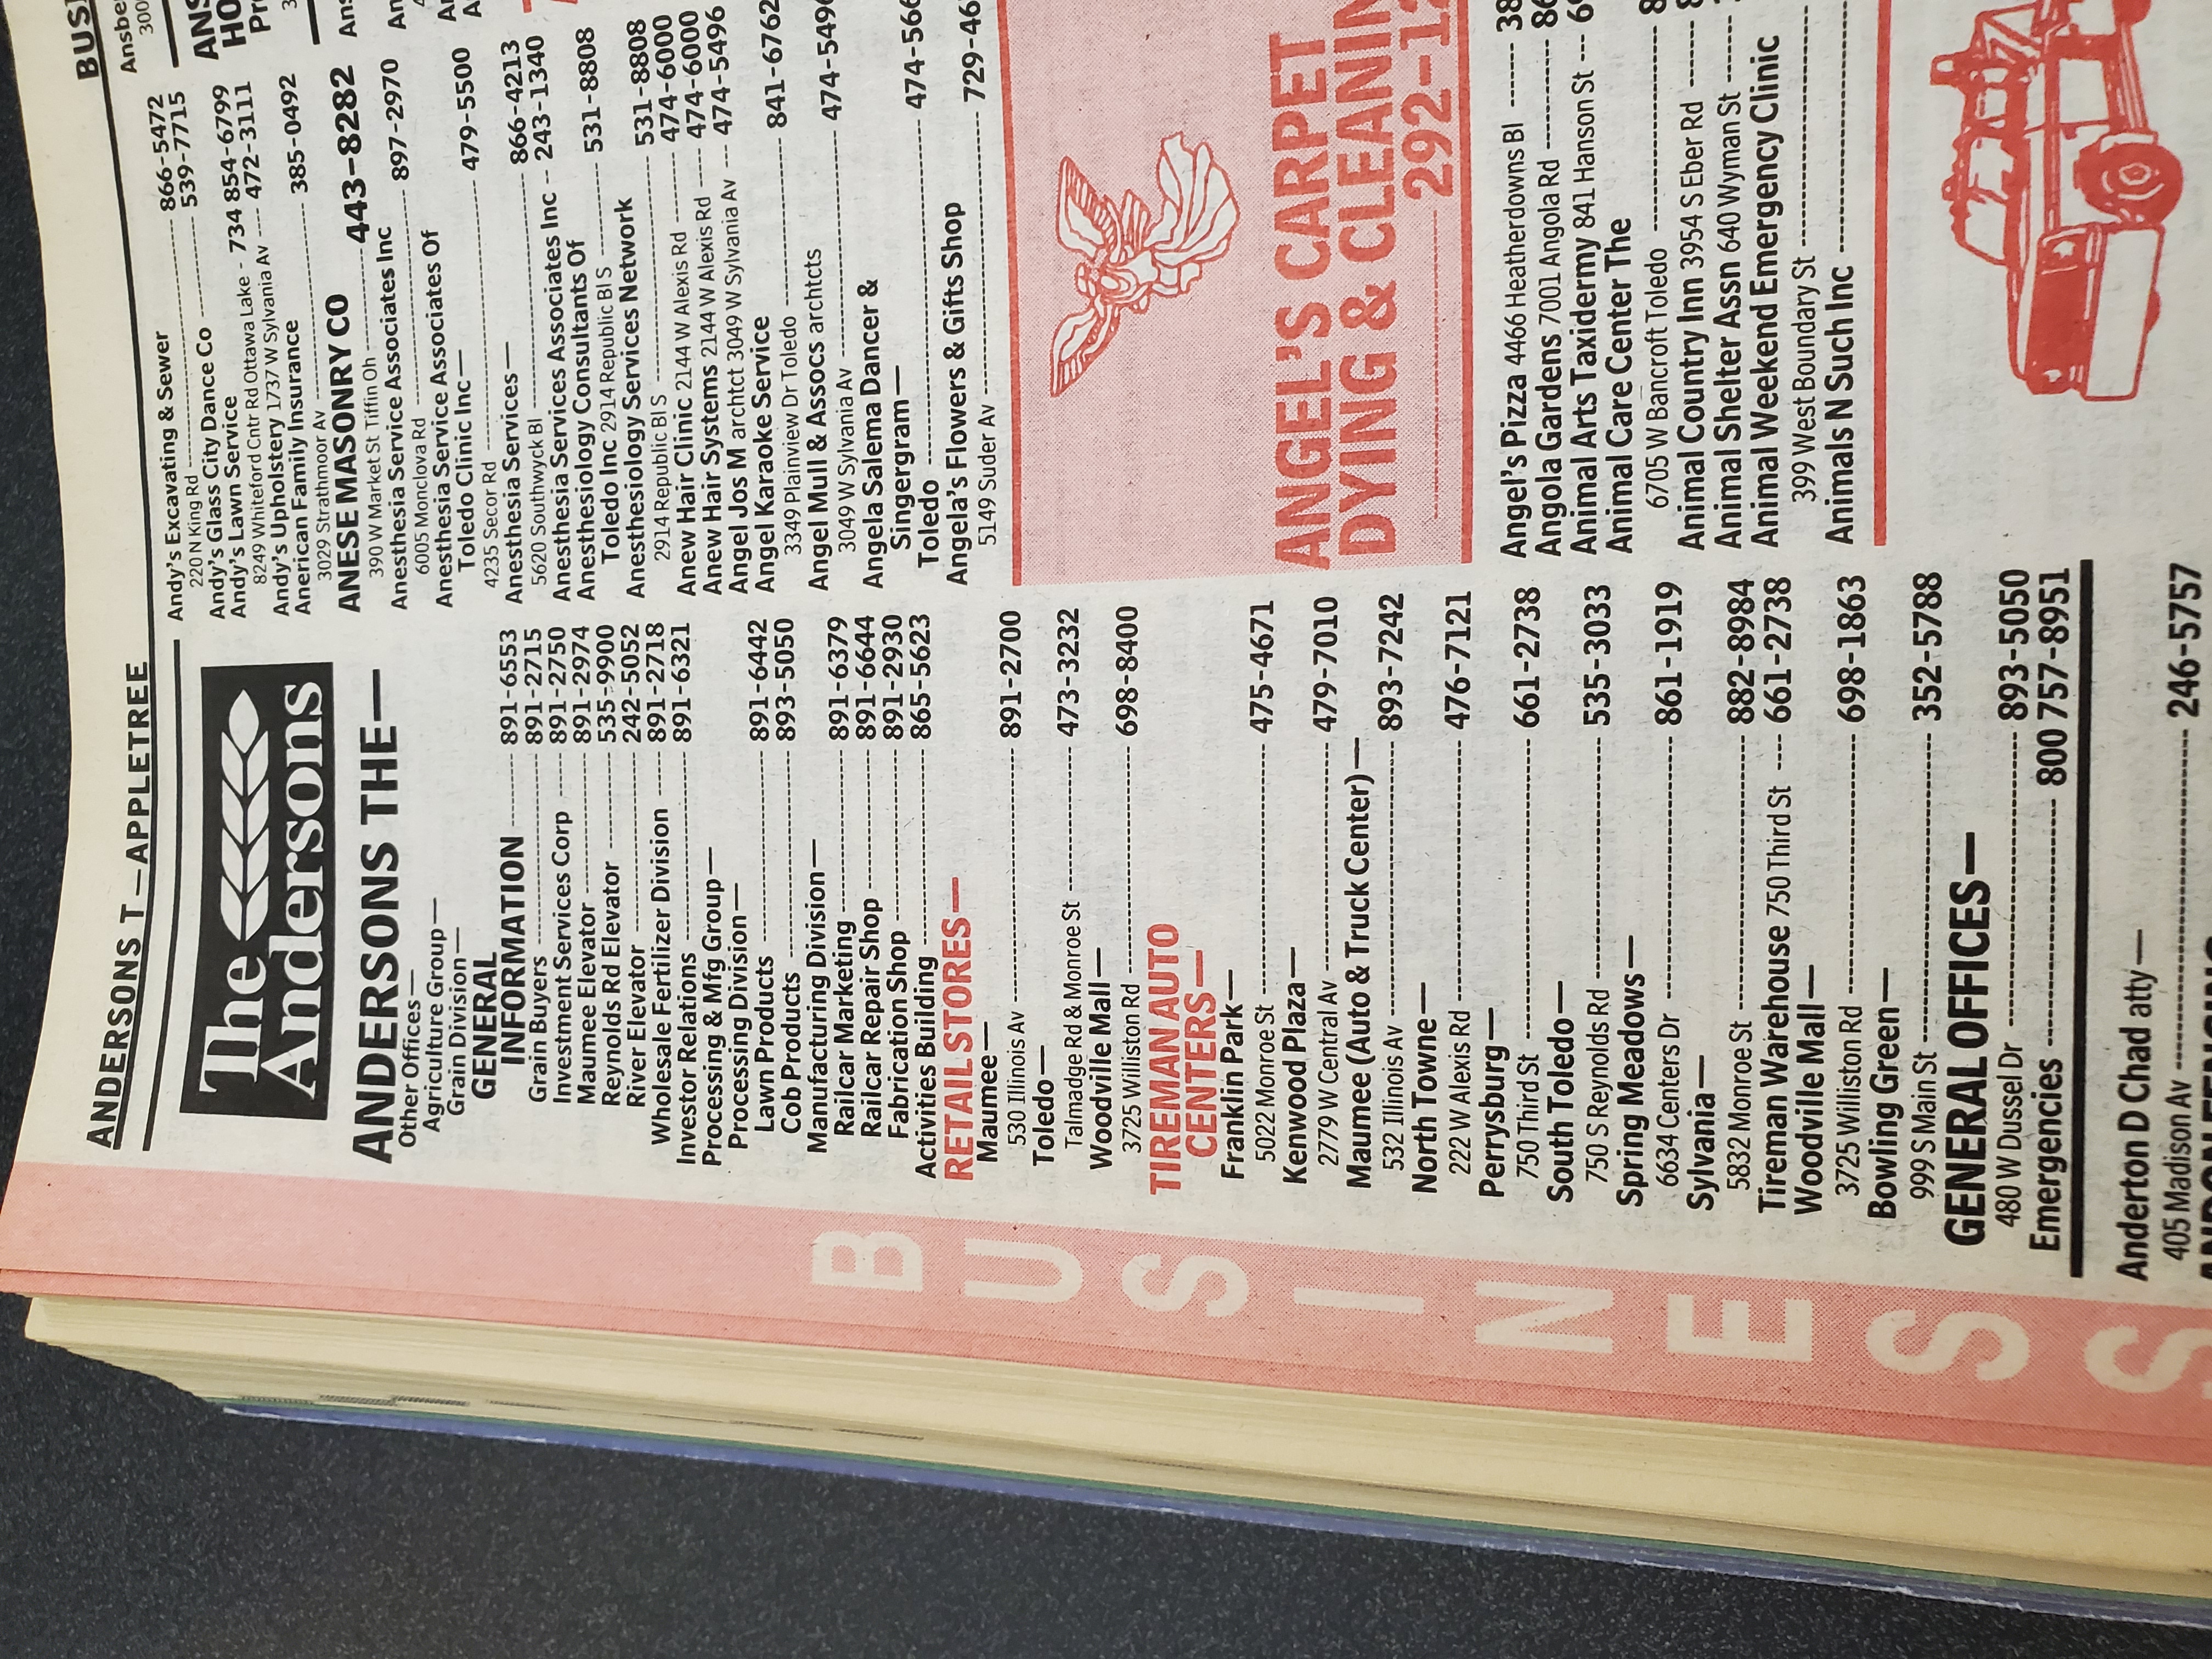 ANDERSONS T—APPLETREE
The
Andersons
ANDERSONS THE—
Other Offices—
Agriculture Group—
Grain Division—
GENERAL
INFORMATION 891-6553
Grain Buyers 891-2715
Investment Services Corp 891-2750
Maumee Elevator 891-2974
Reynolds Rd Elevator 535-9900
River Elevator 242-5052
Wholesale Fertilizer Division 891-2718
Investor Relations 891-6321
Processing & Mfg Group—
Processing Division—
Lawn Products 891-6442
Cob Products 893-5050
Manufacturing Division—
Railcar Marketing 891-6379
Railcar Repair Shop 891-6644
Fabrication Shop 891-2930
Activities Building 865-5623
RETAIL STORES—
Maumee—
530 Illinois Av 891-2700
Toledo—
Talmadge Rd & Monroe St 473-3232
Woodville Mall—
3725 Williston Rd 698-8400
TIREMAN AUTO
CENTERS—
Franklin Park—
5022 Monroe St 475-4671
Kenwood Plaza—
2779 W Central Av 479-7010
Maumee (Auto & Truck Center)—
532 Illinois Av 893-7242
North Towne—
222 W Alexis Rd 476-7121
Perrysburg—
750 Third St 661-2738
South Toledo—
750 S Reynolds Rd 535-3033
Spring Meadows—
6634 Centers Dr 861-1919
Sylvania—
5832 Monroe St 882-8984
Tireman Warehouse 750 Third St 661-2738
Woodville Mall—
3725 Williston Rd 698-1863
Bowling Green—
999 S Main St 352-5788
GENERAL OFFICES—
480 W Dussel Dr 893-5050
Emergencies 800 757-8951
Anderton D Chad atty—
405 Madison Av 246-5757
Andy's Excavating & Sewer
220 N King Rd 866-5472
Andy's Glass City Dance Co 539-7715
Andy's Lawn Service
8249 Whiteford Cntr Rd Ottawa Lake - 734 854-6799
Andy's Upholstery 1737 W Sylvania Av 472-3111
Anerican Family Insurance
3029 Strathmoor Av 385-0492
ANESE MASONRY CO
390 W Market St Tiffin Oh 443-8282
Anesthesia Service Associates Inc
6005 Monclova Rd 897-2970
Anesthesia Service Associates Of
Toledo Clinic Inc—
4235 Secor Rd 479-5500
Anesthesia Services—
5620 Southwyck Bl 866-4213
Anesthesia Services Associates Inc 243-1340
Anesthesiology Consultants Of
Toledo Inc 2914 Republic Bl S 531-8808
Anesthesiology Services Network
2914 Republic Bl S 531-8808
Anew Hair Clinic 2144 W Alexis Rd 474-6000
Anew Hair Systems 2144 W Alexis Rd 474-6000
Angel Jos M archtct 3049 W Sylvania Av 474-5496
Angel Karaoke Service
3349 Plainview Dr Toledo 841-6762
Angel Mull & Assocs archtcts
3049 W Sylvania Av 474-549
Angela Salema Dancer &
Singergram—
Toledo 474-566
Angela's Flowers & Gifts Shop
5149 Suder Av 729-46
ANGEL'S CARPET
DYING & CLEANIN
292-12
Angel's Pizza 4466 Heatherdowns Bl 38
Angola Gardens 7001 Angola Rd 86
Animal Arts Taxidermy 841 Hanson St
Animal Care Center The
6705 W Bancroft Toledo 8
Animal Country Inn 3954 S Eber Rd
Animal Shelter Assn 640 Wyman St
Animal Weekend Emergency Clinic
399 West Boundary St
Animals N Such Inc
BUSI
Ansbe
300
ANS
HO
BUSINESS